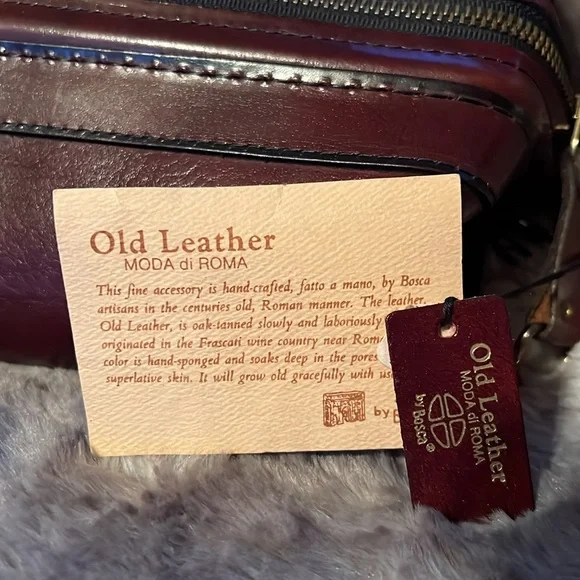 Old Leather
MODA di ROMA
This fine accessory is hand-crafted, fatto a mano, by Bosca
artisans in the centuries old, Roman manner. The leather,
Old Leather, is oak-tanned slowly and laboriously
originated in the Frascati wine country near Rome
color is hand-sponged and soaks deep in the pores
superlative skin. It will grow old gracefully with
by
Old Leather
MODA di ROMA
by Bosca®